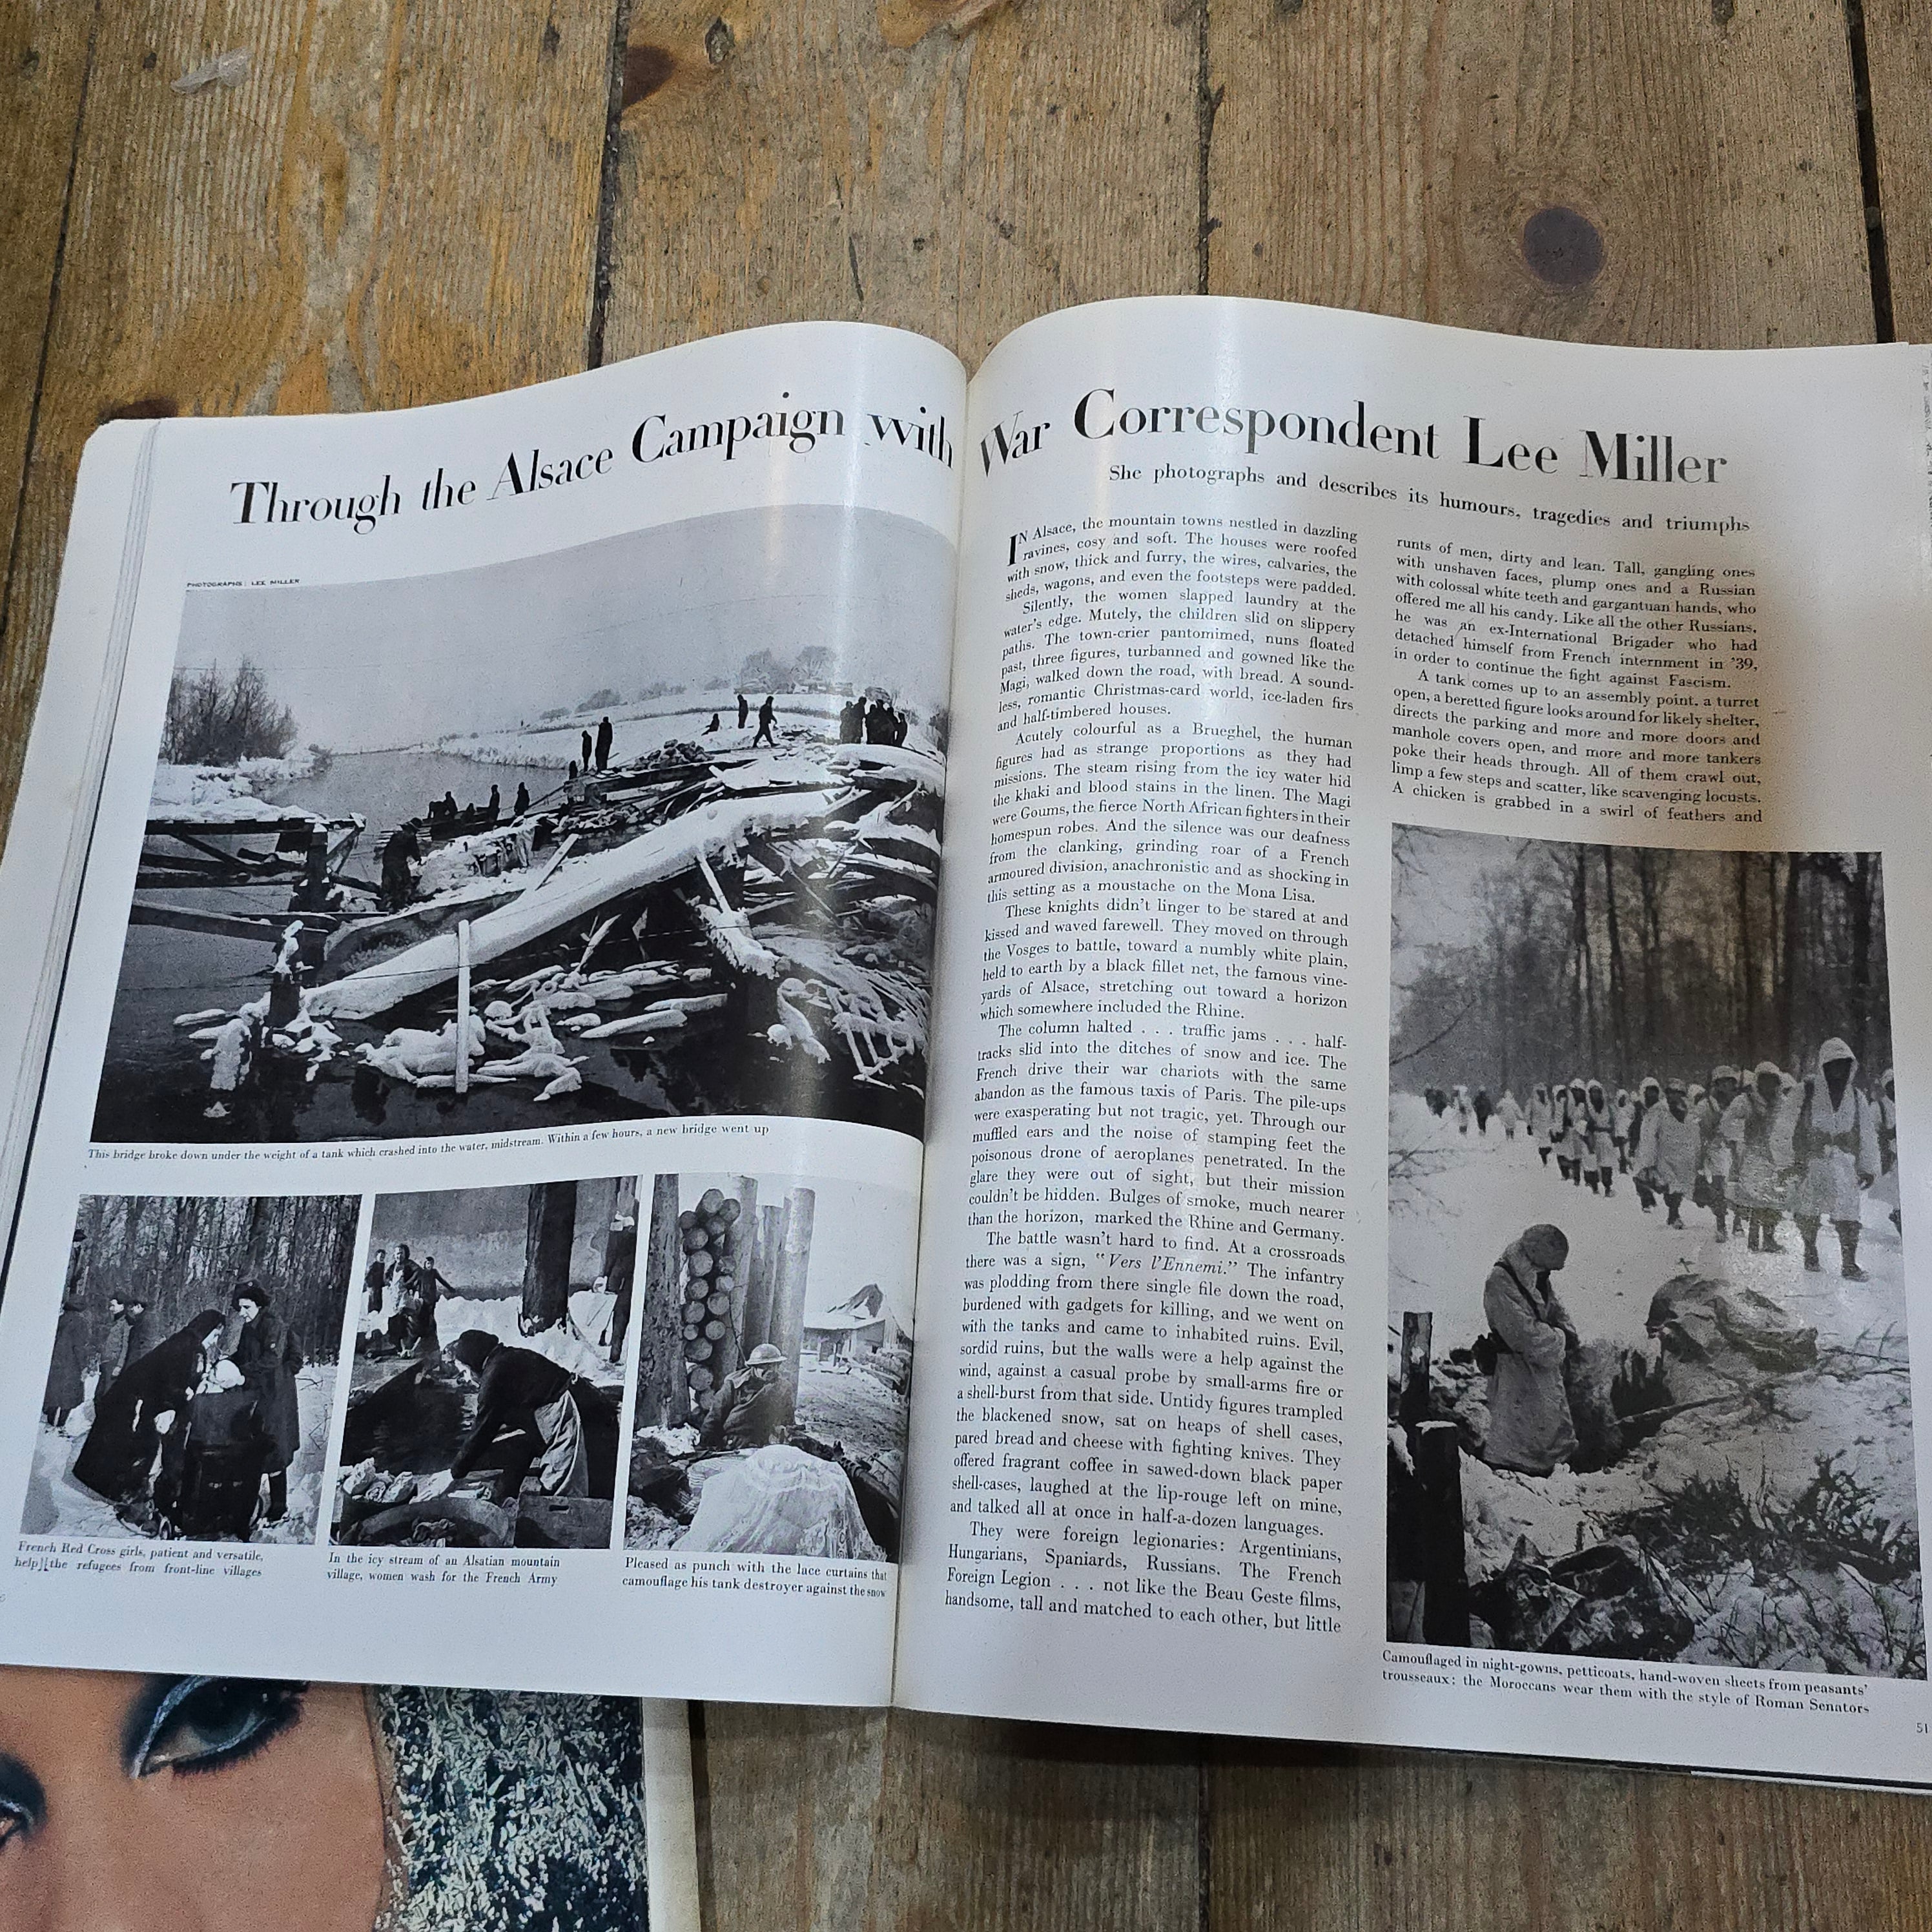 Through the Alsace Campaign with War Correspondent Lee Miller
She photographs and describes its humours, tragedies and triumphs
PHOTOGRAPHS: LEE MILLER
This bridge broke down under the weight of a tank which crashed into the water, midstream. Within a few hours, a new bridge went up
French Red Cross girls, patient and versatile,
help the refugees from front-line villages
In the icy stream of an Alsatian mountain
village, women wash for the French Army
Pleased as punch with the lace curtains that
camouflage his tank destroyer against the snow
IN Alsace, the mountain towns nestled in dazzling
ravines, cosy and soft. The houses were roofed
with snow, thick and furry, the wires, calvaries, the
sheds, wagons, and even the footsteps were padded.
Silently, the women slapped laundry at the
water's edge. Mutely, the children slid on slippery
paths. The town-crier pantomimed, nuns floated
past, three figures, turbanned and gowned like the
Magi, walked down the road, with bread. A sound-
less, romantic Christmas-card world, ice-laden firs
and half-timbered houses.
Acutely colourful as a Brueghel, the human
figures had as strange proportions as they had
missions. The steam rising from the icy water hid
the khaki and blood stains in the linen. The Magi
were Goums, the fierce North African fighters in their
homespun robes. And the silence was our deafness
from the clanking, grinding roar of a French
armoured division, anachronistic and as shocking in
this setting as a moustache on the Mona Lisa.
These knights didn't linger to be stared at and
kissed and waved farewell. They moved on through
the Vosges to battle, toward a numbly white plain,
held to earth by a black fillet net, the famous vine-
yards of Alsace, stretching out toward a horizon
which somewhere included the Rhine.
The column halted . . . traffic jams . . . half-
tracks slid into the ditches of snow and ice. The
French drive their war chariots with the same
abandon as the famous taxis of Paris. The pile-ups
were exasperating but not tragic, yet. Through our
muffled ears and the noise of stamping feet the
poisonous drone of aeroplanes penetrated. In the
glare they were out of sight, but their mission
couldn't be hidden. Bulges of smoke, much nearer
than the horizon, marked the Rhine and Germany.
The battle wasn't hard to find. At a crossroads
there was a sign, "Vers l'Ennemi." The infantry
was plodding from there single file down the road,
burdened with gadgets for killing, and we went on
with the tanks and came to inhabited ruins. Evil,
sordid ruins, but the walls were a help against the
wind, against a casual probe by small-arms fire or
a shell-burst from that side. Untidy figures trampled
the blackened snow, sat on heaps of shell cases,
pared bread and cheese with fighting knives. They
offered fragrant coffee in sawed-down black paper
shell-cases, laughed at the lip-rouge left on mine,
and talked all at once in half-a-dozen languages.
They were foreign legionaries: Argentinians,
Hungarians, Spaniards, Russians. The French
Foreign Legion . . . not like the Beau Geste films,
handsome, tall and matched to each other, but little
runts of men, dirty and lean. Tall, gangling ones
with unshaven faces, plump ones and a Russian
with colossal white teeth and gargantuan hands, who
offered me all his candy. Like all the other Russians,
he was an ex-International Brigader who had
detached himself from French internment in '39,
in order to continue the fight against Fascism.
A tank comes up to an assembly point, a turret
open, a beretted figure looks around for likely shelter,
directs the parking and more and more doors and
manhole covers open, and more and more tankers
poke their heads through. All of them crawl out,
limp a few steps and scatter, like scavenging locusts.
A chicken is grabbed in a swirl of feathers and
Camouflaged in night-gowns, petticoats, hand-woven sheets from peasants'
trousseaux: the Moroccans wear them with the style of Roman Senators
51